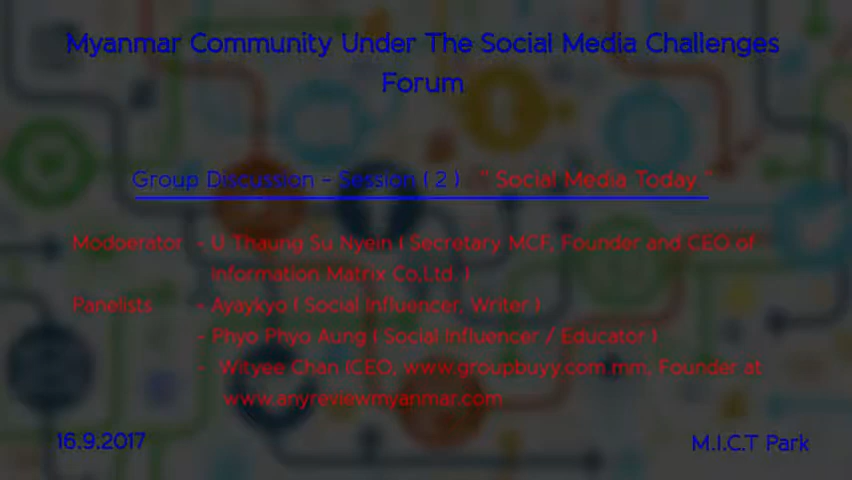 Myanmar Community Under The Social Media Challenges
Forum
Group Discussion - Session ( 2 ) " Social Media Today "
Modoerator - U Thaung Su Nyein ( Secretary MCF, Founder and CEO of
Information Matrix Co,Ltd. )
Panelists - Ayaykyo ( Social Influencer, Writer )
- Phyo Phyo Aung ( Social Influencer / Educator )
- Wityee Chan (CEO, www.groupbuyy.com mm, Founder at
www.anyreviewmyanmar.com
16.9.2017
M.I.C.T Park